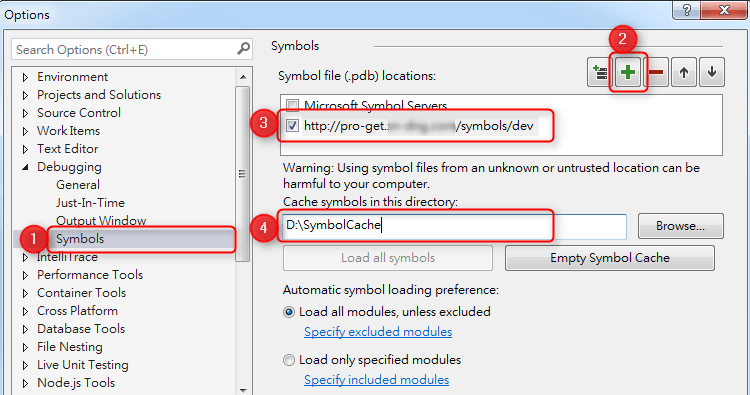 Options
2
Search Options (Ctrl+E)
Environment
Projects and Solutions
Source Control
Work Items
Text Editor
Debugging
General
Just-In-Time
Output Window
1
Symbols
IntelliTrace
Performance Tools
Container Tools
Cross Platform
Database Tools
File Nesting
Live Unit Testing
Node.js Tools
Symbols
Symbol file (.pdb) locations:
Microsoft Symbol Servers
3
http://pro-get. /symbols/dev
Warning: Using symbol files from an unknown or untrusted location can be
harmful to your computer.
Cache symbols in this directory:
4
D:\SymbolCache
Browse...
Load all symbols
Empty Symbol Cache
Automatic symbol loading preference:
Load all modules, unless excluded
Specify excluded modules
Load only specified modules
Specify included modules